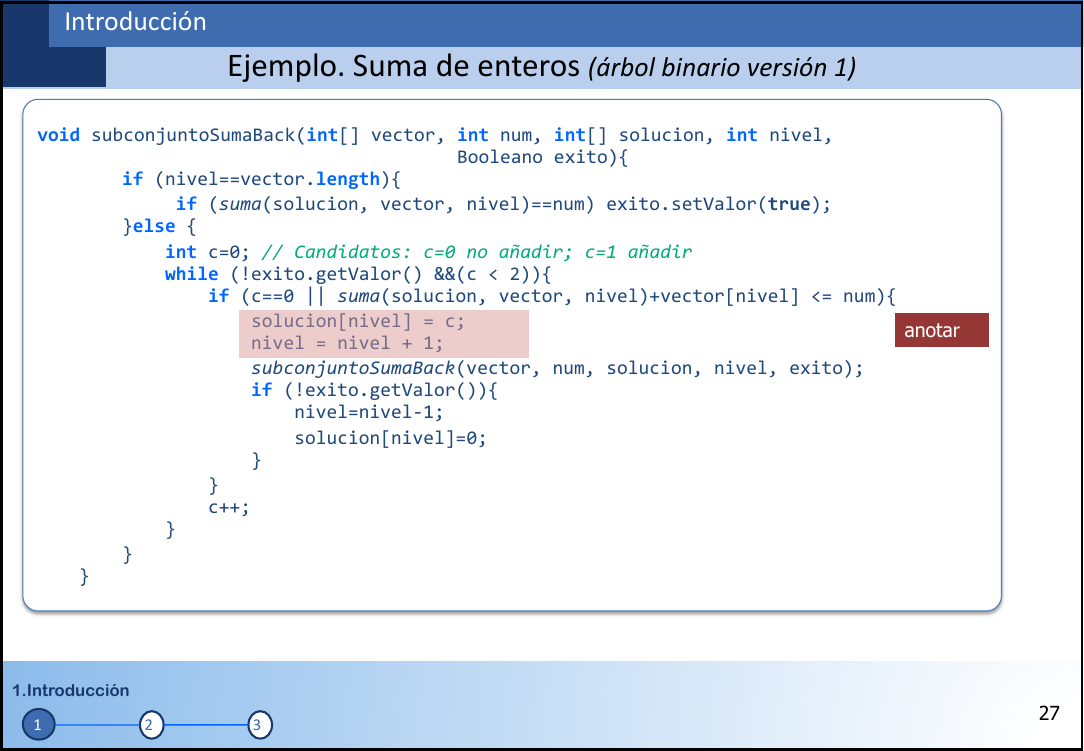 Introducción
Ejemplo. Suma de enteros (árbol binario versión 1)
void subconjuntoSumaBack(int[] vector, int num, int[] solucion, int nivel,
Booleano exito){
if (nivel==vector.length){
if (suma(solucion, vector, nivel)==num) exito.setValor(true);
}else {
int c=0; // Candidatos: c=0 no añadir; c=1 añadir
while (!exito.getValor() &&(c < 2)){
if (c==0 || suma(solucion, vector, nivel)+vector[nivel] <= num){
solucion[nivel] = c;
nivel = nivel + 1;
anotar
subconjuntoSumaBack(vector, num, solucion, nivel, exito);
if (!exito.getValor()){
nivel=nivel-1;
solucion[nivel]=0;
}
}
c++;
}
}
}
1.Introducción
1 2 3
27